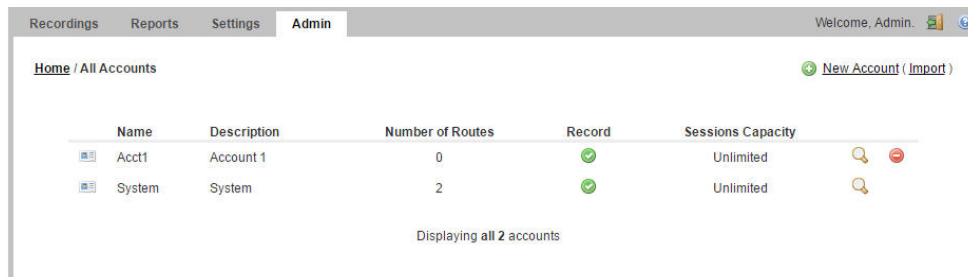 Recordings Reports Settings Admin Welcome, Admin.
Home / All Accounts New Account ( Import )
Name Description Number of Routes Record Sessions Capacity
Acct1 Account 1 0 Unlimited
System System 2 Unlimited
Displaying all 2 accounts